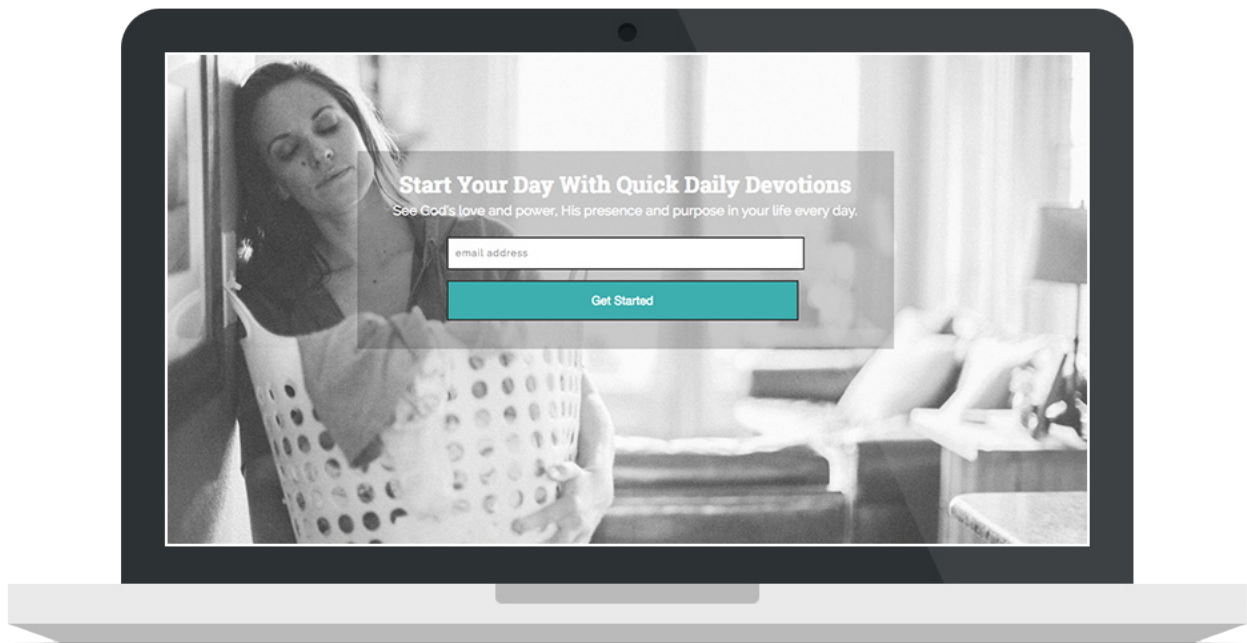 Start Your Day With Quick Daily Devotions
See God's love and power, His presence and purpose in your life every day.
email address
Get Started